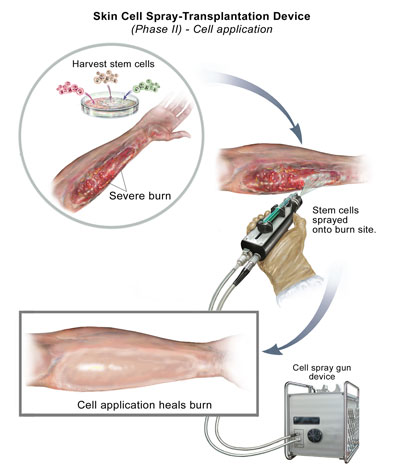 Skin Cell Spray-Transplantation Device
(Phase II) - Cell application
Harvest stem cells
Severe burn
Stem cells
sprayed
onto burn site.
Cell application heals burn
Cell spray gun
device